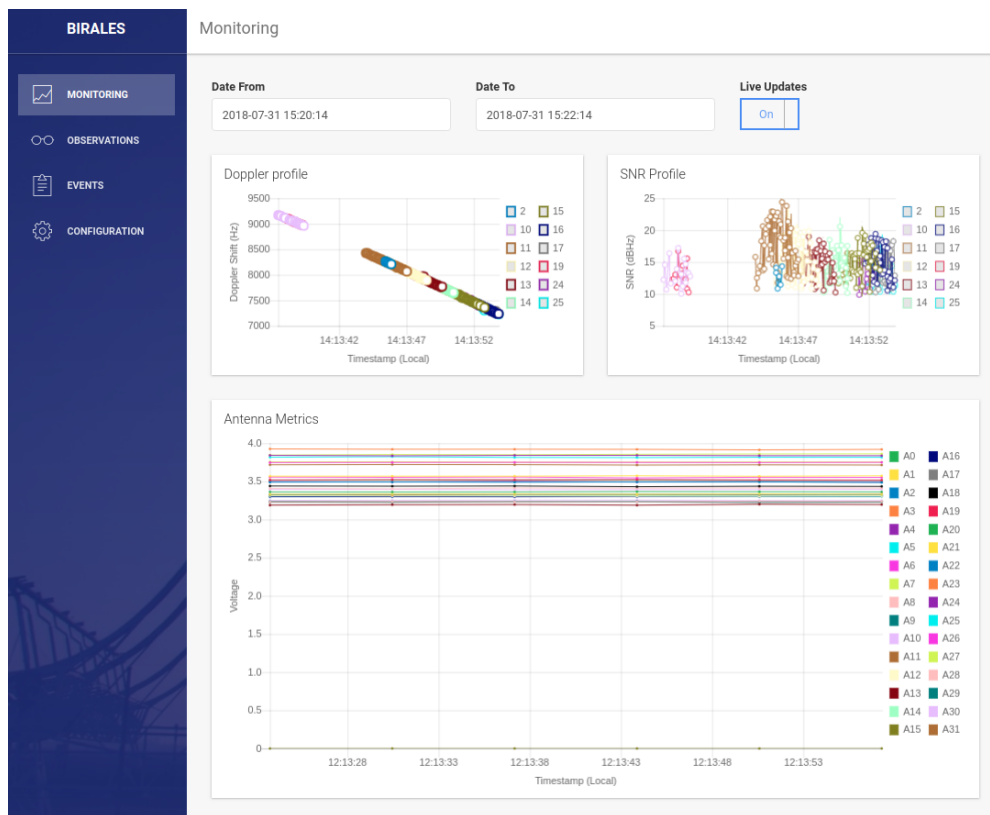 BIRALES
Monitoring
MONITORING
OBSERVATIONS
EVENTS
CONFIGURATION
Date From
Date To
Live Updates
2018-07-31 15:20:14
2018-07-31 15:22:14
On
Doppler profile
9500
9000
8500
8000
7500
7000
Doppler Shift (Hz)
14:13:42 14:13:47 14:13:52
Timestamp (Local)
2 15
10 16
11 17
12 19
13 24
14 25
SNR Profile
25
20
15
10
5
SNR (dBHz)
14:13:42 14:13:47 14:13:52
Timestamp (Local)
2 15
10 16
11 17
12 19
13 24
14 25
Antenna Metrics
4.0
3.5
3.0
2.5
2.0
1.5
1.0
0.5
0
Voltage
12:13:28 12:13:33 12:13:38 12:13:43 12:13:48 12:13:53
Timestamp (Local)
A0 A16
A1 A17
A2 A18
A3 A19
A4 A20
A5 A21
A6 A22
A7 A23
A8 A24
A9 A25
A10 A26
A11 A27
A12 A28
A13 A29
A14 A30
A15 A31